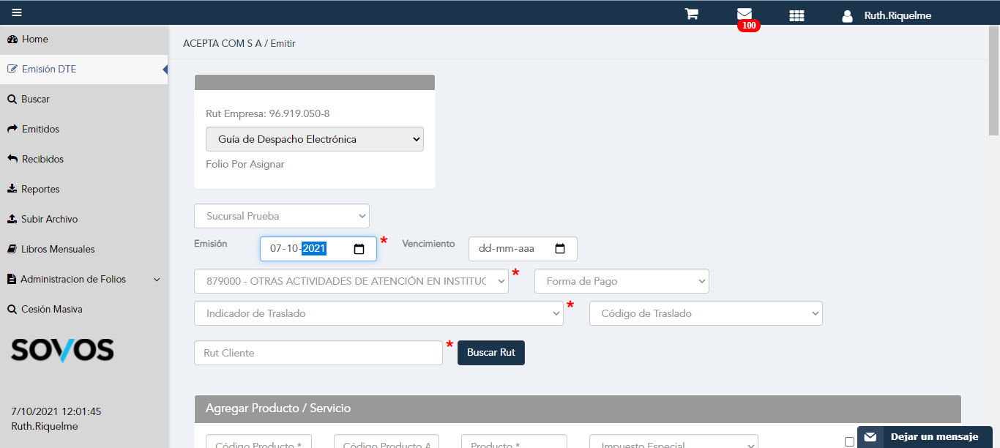 100
Ruth.Riquelme
Home
Emisión DTE
Buscar
Emitidos
Recibidos
Reportes
Subir Archivo
Libros Mensuales
Administracion de Folios
Cesión Masiva
SOVOS
7/10/2021 12:01:45
Ruth.Riquelme
ACEPTA COM S A / Emitir
Rut Empresa: 96.919.050-8
Guía de Despacho Electrónica
Folio Por Asignar
Sucursal Prueba
Emisión 07-10-2021 * Vencimiento dd-mm-aaa
879000 - OTRAS ACTIVIDADES DE ATENCIÓN EN INSTITUC * Forma de Pago
Indicador de Traslado * Código de Traslado
Rut Cliente * Buscar Rut
Agregar Producto / Servicio
Código Producto * Código Producto A Producto * Impuesto Especial
Dejar un mensaje